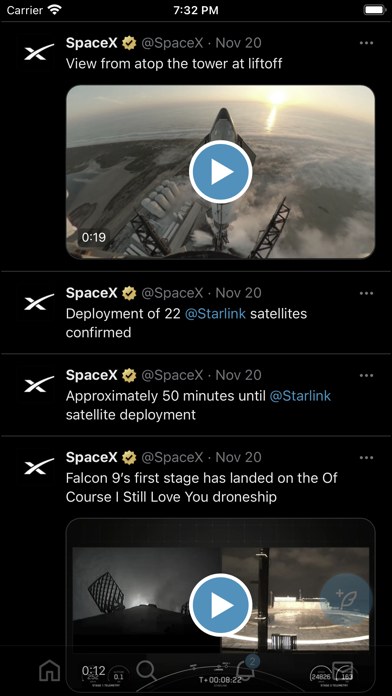 Carrier 7:32 PM
SpaceX @SpaceX · Nov 20 ···
View from atop the tower at liftoff
0:19
SpaceX @SpaceX · Nov 20 ···
Deployment of 22 @Starlink satellites
confirmed
SpaceX @SpaceX · Nov 20 ···
Approximately 50 minutes until @Starlink
satellite deployment
SpaceX @SpaceX · Nov 20 ···
Falcon 9’s first stage has landed on the Of
Course I Still Love You droneship
0:12
2
T+00:08:22
24826 163